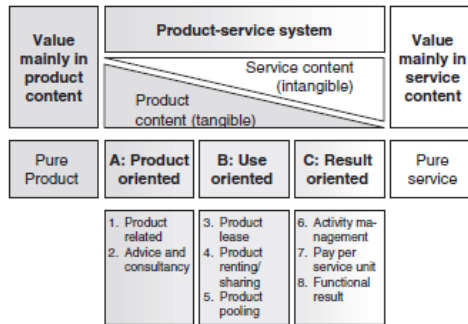 Value
mainly in
product
content
Product-service system
Service content
(intangible)
Product
content (tangible)
Value
mainly in
service
content
Pure
Product
A: Product
oriented
B: Use
oriented
C: Result
oriented
Pure
service
1. Product
related
2. Advice and
consultancy
3. Product
lease
4. Product
renting/
sharing
5. Product
pooling
6. Activity ma-
nagement
7. Pay per
service unit
8. Functional
result